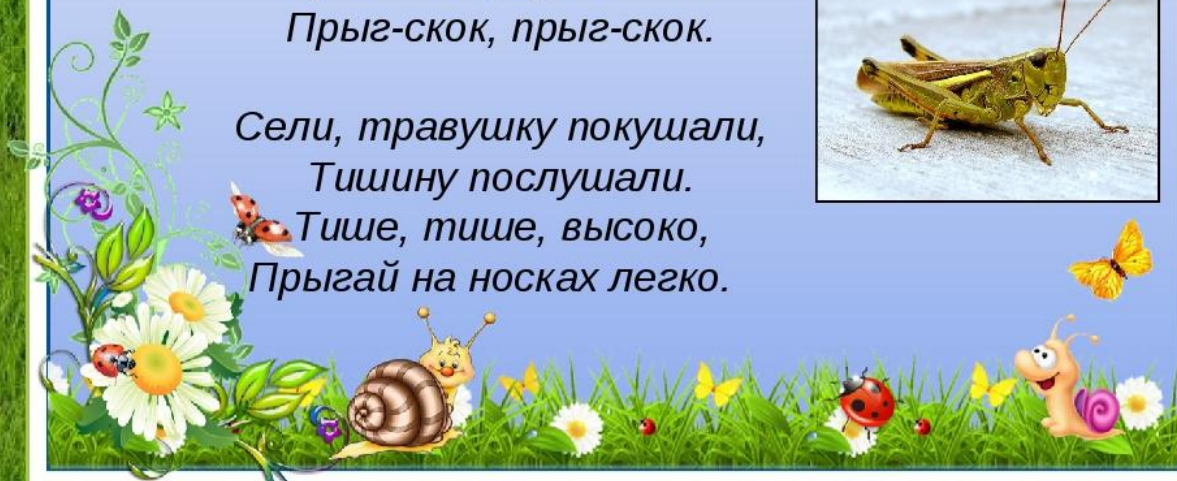 Прыг-скок, прыг-скок.
Сели, травушку покушали,
Тишину послушали.
Тише, тише, высоко,
Прыгай на носках легко.